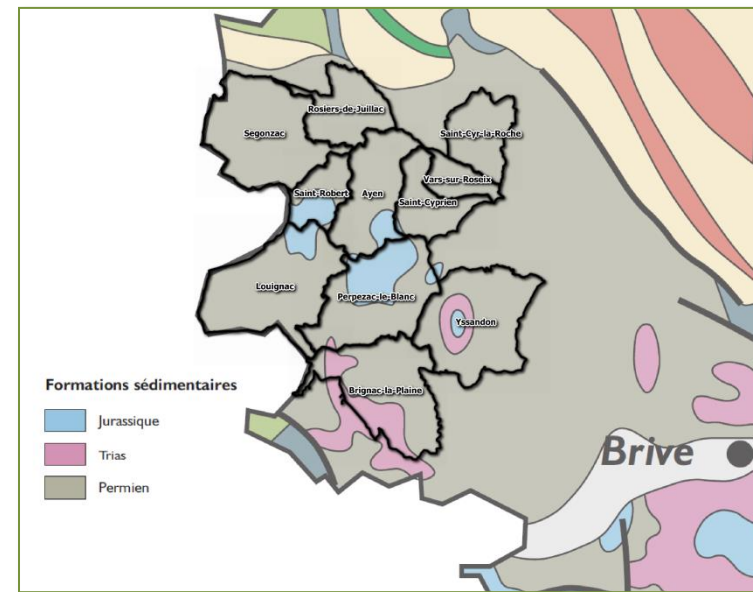 Rosiers-de-Juillac
Segonzac
Saint-Cyr-la-Roche
Saint-Robert
Ayen
Vars-sur-Roseix
Saint-Cyprien
Louignac
Perpezac-le-Blanc
Yssandon
Brignac-la-Plaine
Brive
Formations sédimentaires
Jurassique
Trias
Permien